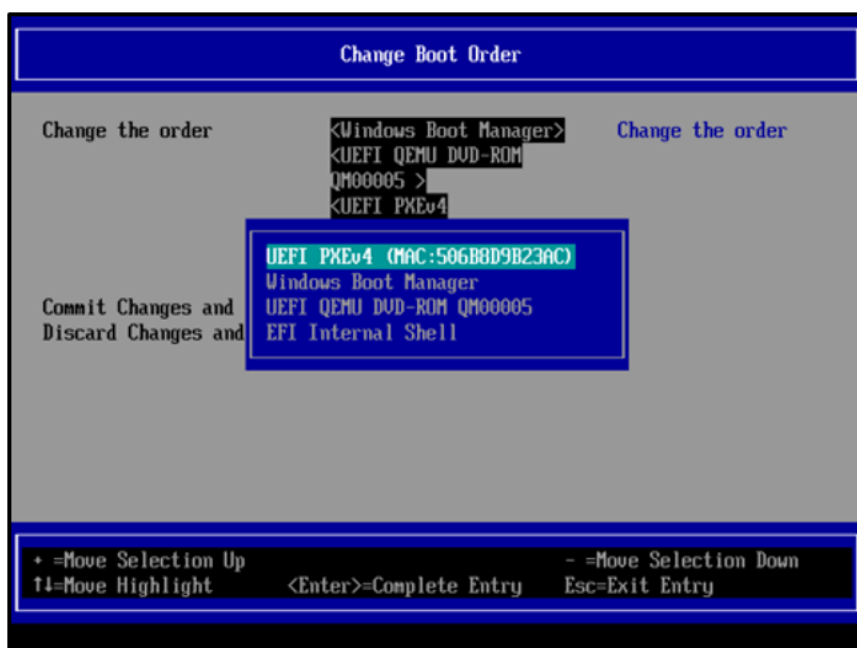 Change Boot Order
Change the order <Windows Boot Manager> Change the order
<UEFI QEMU DVD-ROM
QM00005 >
<UEFI PXEv4
UEFI PXEv4 (MAC:506B8D9B23AC)
Windows Boot Manager
Commit Changes and UEFI QEMU DVD-ROM QM00005
Discard Changes and EFI Internal Shell
+ =Move Selection Up - =Move Selection Down
↑↓=Move Highlight <Enter>=Complete Entry Esc=Exit Entry